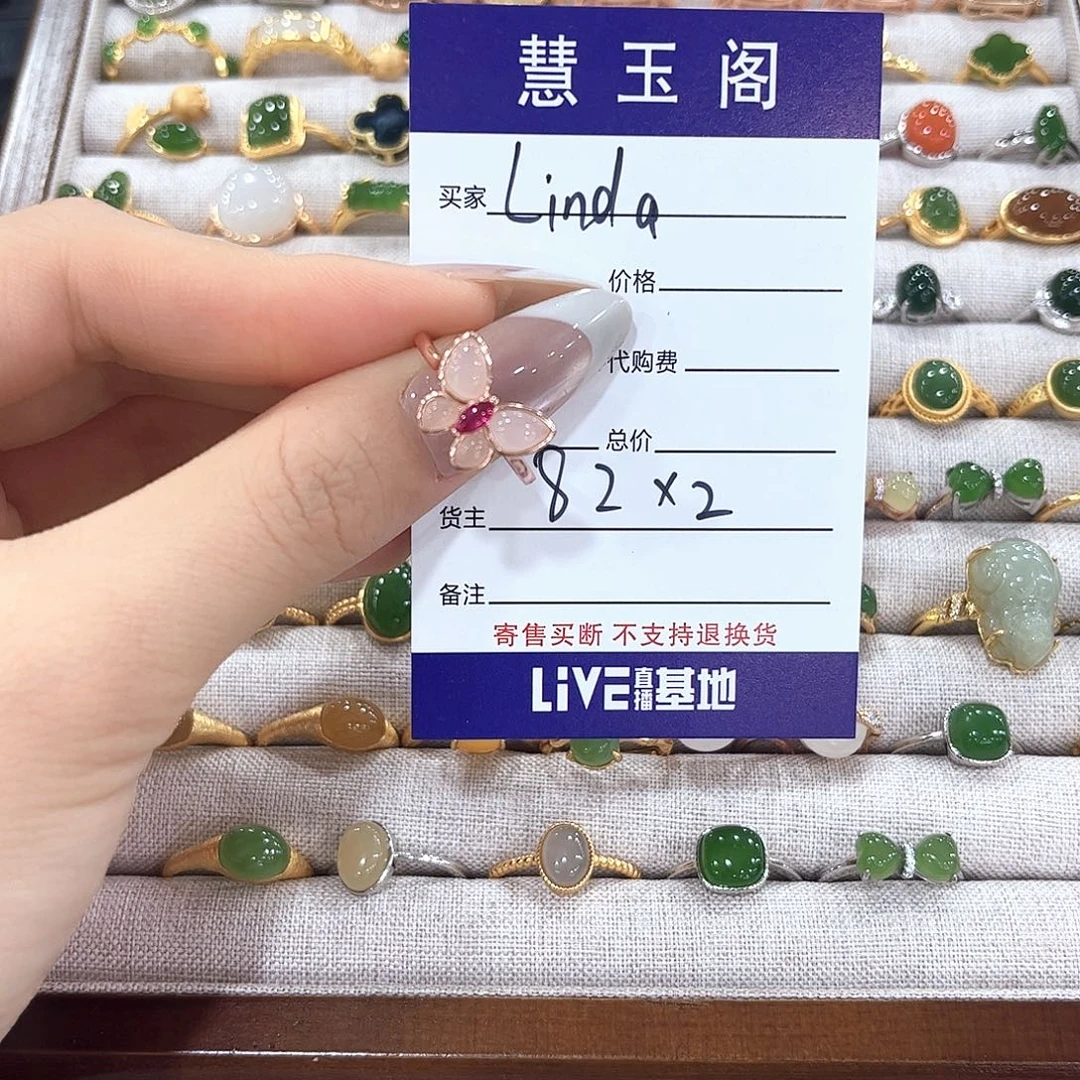 慧玉阁
买家 Linda
价格
代购费
总价
82×2
货主
备注
寄售买断 不支持退换货
LiVE直播基地